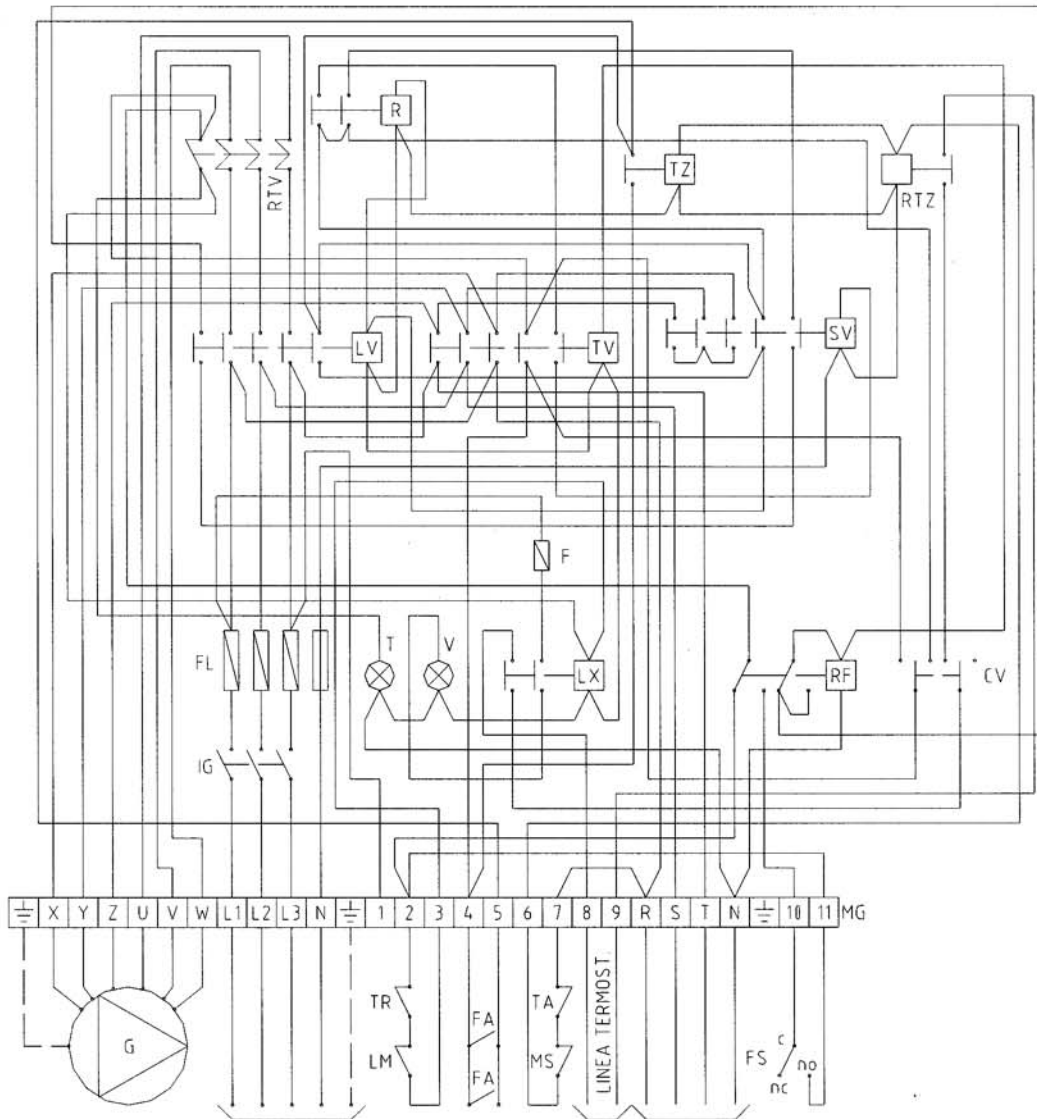 R
TZ
RTZ
RTV
LV
TV
SV
F
FL
T
V
LX
RF
CV
IG
X Y Z U V W L1 L2 L3 N 1 2 3 4 5 6 7 8 9 R S T N 10 11 MG
TR
FA
TA
LINEA TERMOST.
G
LM
FA
MS
FS
c
no
nc